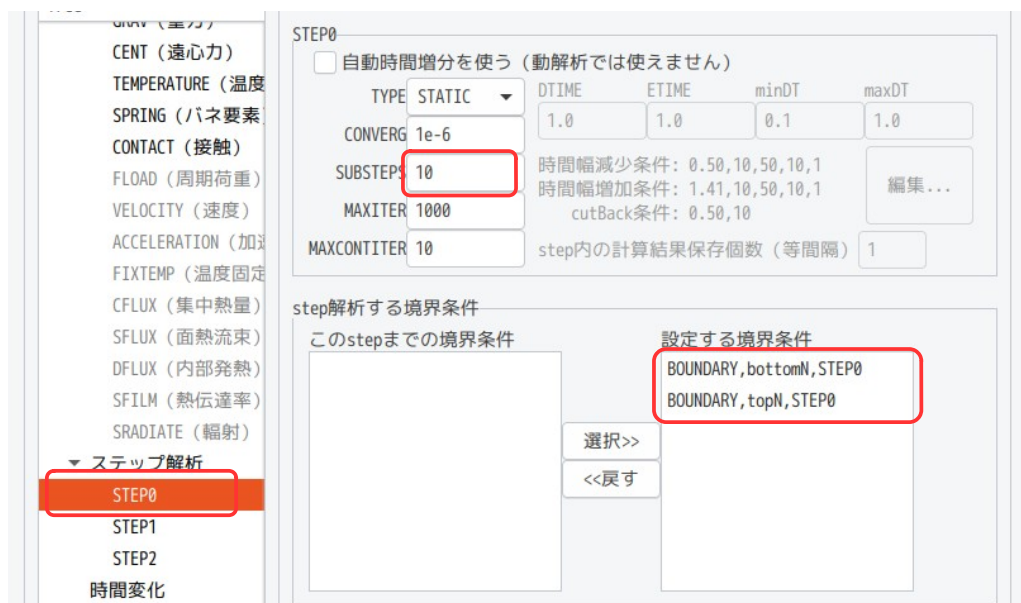 GRAV（重力）
CENT（遠心力）
TEMPERATURE（温度
SPRING（バネ要素
CONTACT（接触）
FLOAD（周期荷重）
VELOCITY（速度）
ACCELERATION（加速
FIXTEMP（温度固定
CFLUX（集中熱量）
SFLUX（面熱流束）
DFLUX（内部発熱）
SFILM（熱伝達率）
SRADIATE（輻射）
ステップ解析
STEP0
STEP1
STEP2
時間変化
STEP0
自動時間増分を使う（動解析では使えません）
TYPE STATIC
CONVERG 1e-6
SUBSTEPS 10
MAXITER 1000
MAXCONTITER 10
DTIME ETIME minDT maxDT
1.0 1.0 0.1 1.0
時間幅減少条件: 0.50,10,50,10,1
時間幅増加条件: 1.41,10,50,10,1
cutBack条件: 0.50,10
編集...
step内の計算結果保存個数（等間隔） 1
step解析する境界条件
このstepまでの境界条件
選択>>
<<戻す
設定する境界条件
BOUNDARY,bottomN,STEP0
BOUNDARY,topN,STEP0